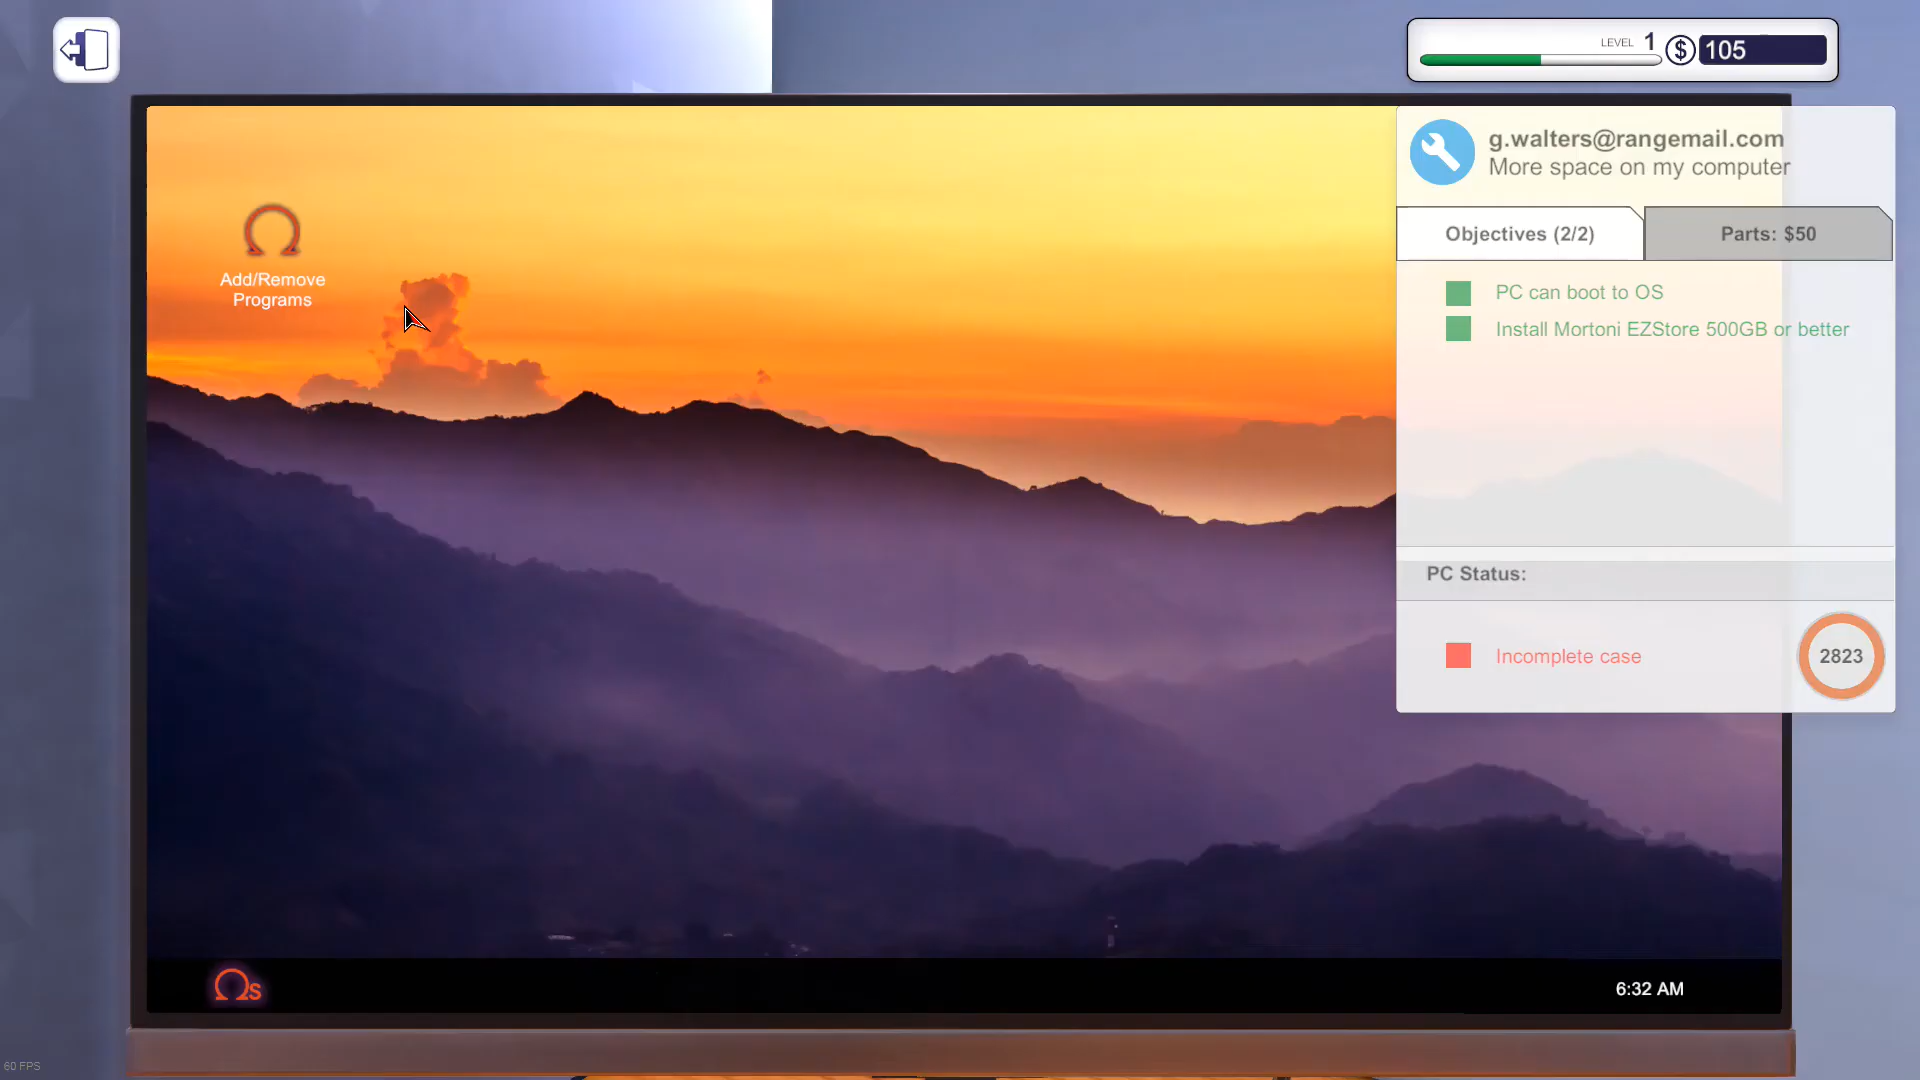 LEVEL 1
$ 105
g.walters@rangemail.com
More space on my computer
Objectives (2/2)
Parts: $50
PC can boot to OS
Install Mortoni EZStore 500GB or better
PC Status:
Incomplete case
2823
Add/Remove
Programs
Ωs
6:32 AM
60 FPS